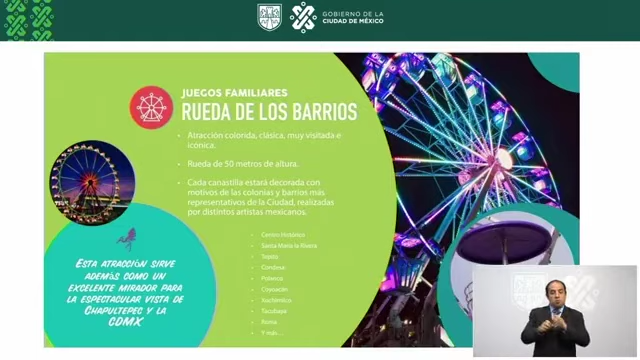 GOBIERNO DE LA
CIUDAD DE MÉXICO
JUEGOS FAMILIARES
RUEDA DE LOS BARRIOS
• Atracción colorida, clásica, muy visitada e
icónica.
• Rueda de 50 metros de altura.
• Cada canastilla estará decorada con
motivos de las colonias y barrios más
representativos de la Ciudad, realizadas
por distintos artistas mexicanos.
• Centro Histórico
• Santa María la Rivera
• Tepito
• Condesa
• Polanco
• Coyoacán
• Xochimilco
• Tacubaya
• Roma
• Y más....
ESTA ATRACCIÓN SIRVE
ADEMÁS COMO UN
EXCELENTE MIRADOR PARA
LA ESPECTACULAR VISTA DE
CHAPULTEPEC Y LA
CDMX